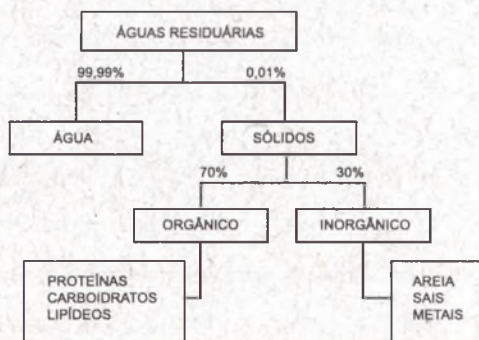 ÁGUAS RESIDUÁRIAS
99,99%
0,01%
ÁGUA
SÓLIDOS
70%
30%
ORGÂNICO
INORGÂNICO
PROTEÍNAS
CARBOIDRATOS
LIPÍDEOS
AREIA
SAIS
METAIS